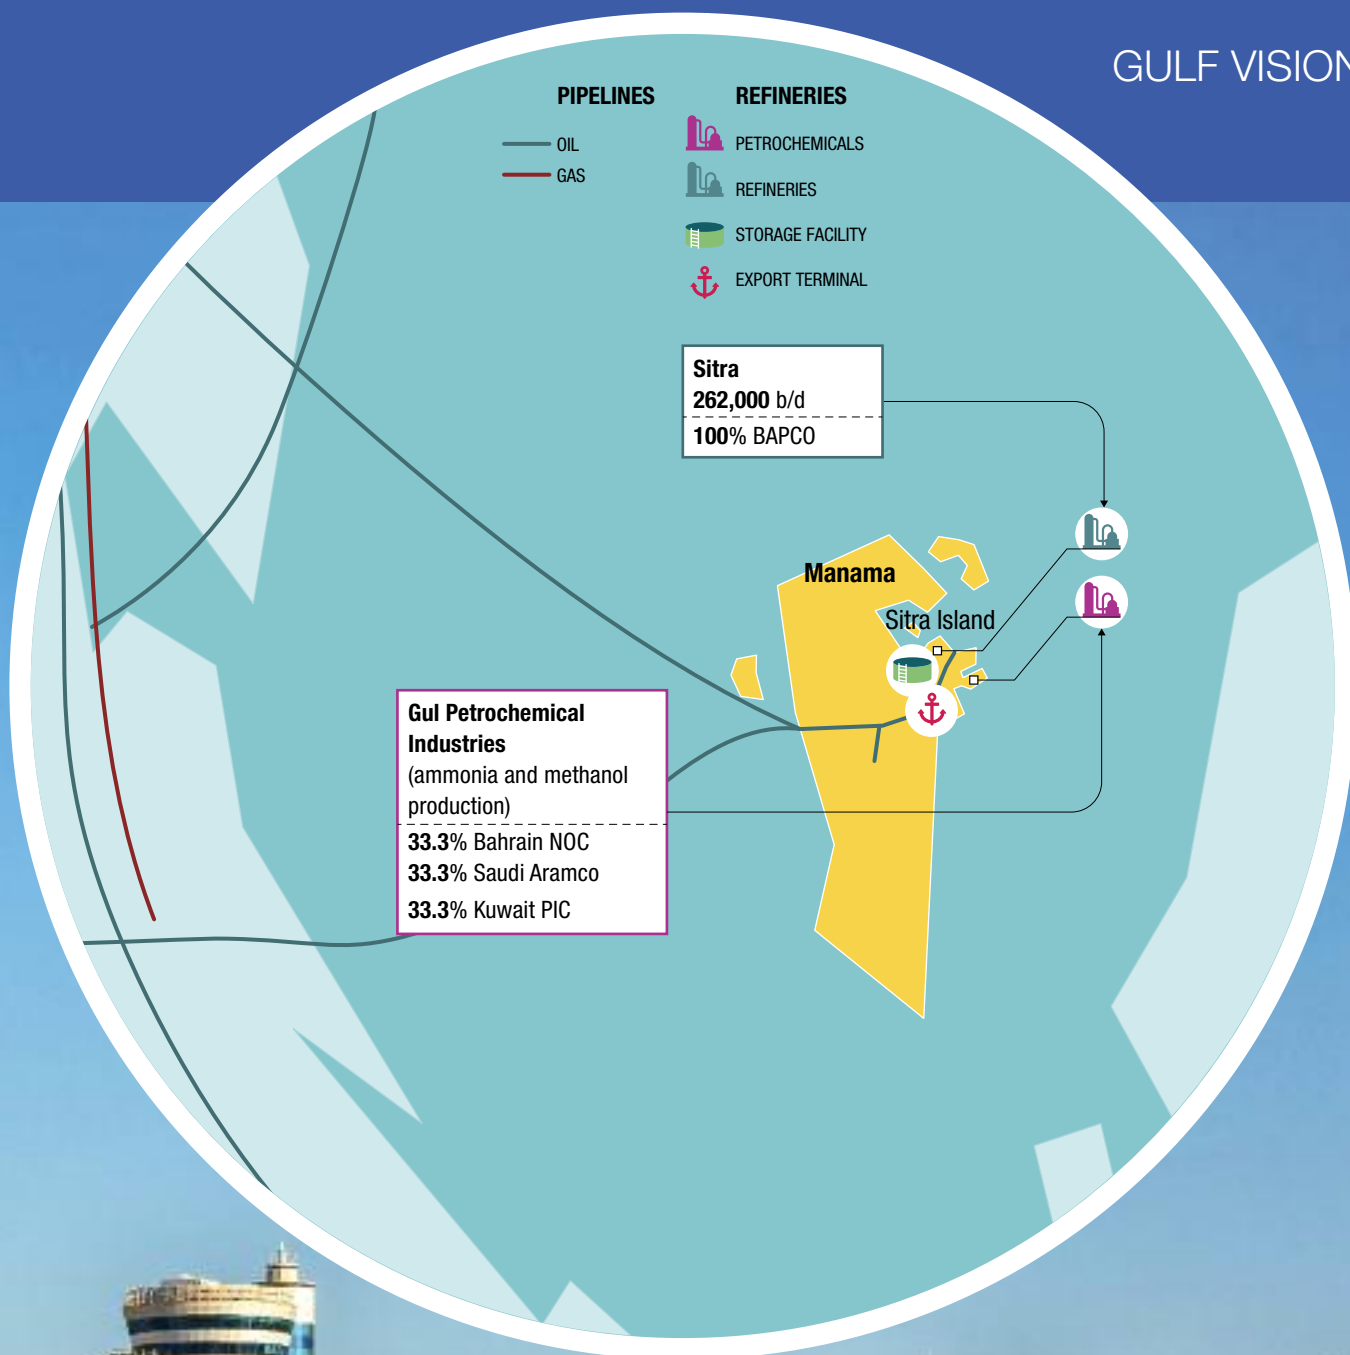 GULF VISION
PIPELINES
OIL
GAS
REFINERIES
PETROCHEMICALS
REFINERIES
STORAGE FACILITY
EXPORT TERMINAL
Sitra
262,000 b/d
100% BAPCO
Manama
Sitra Island
Gul Petrochemical
Industries
(ammonia and methanol
production)
33.3% Bahrain NOC
33.3% Saudi Aramco
33.3% Kuwait PIC